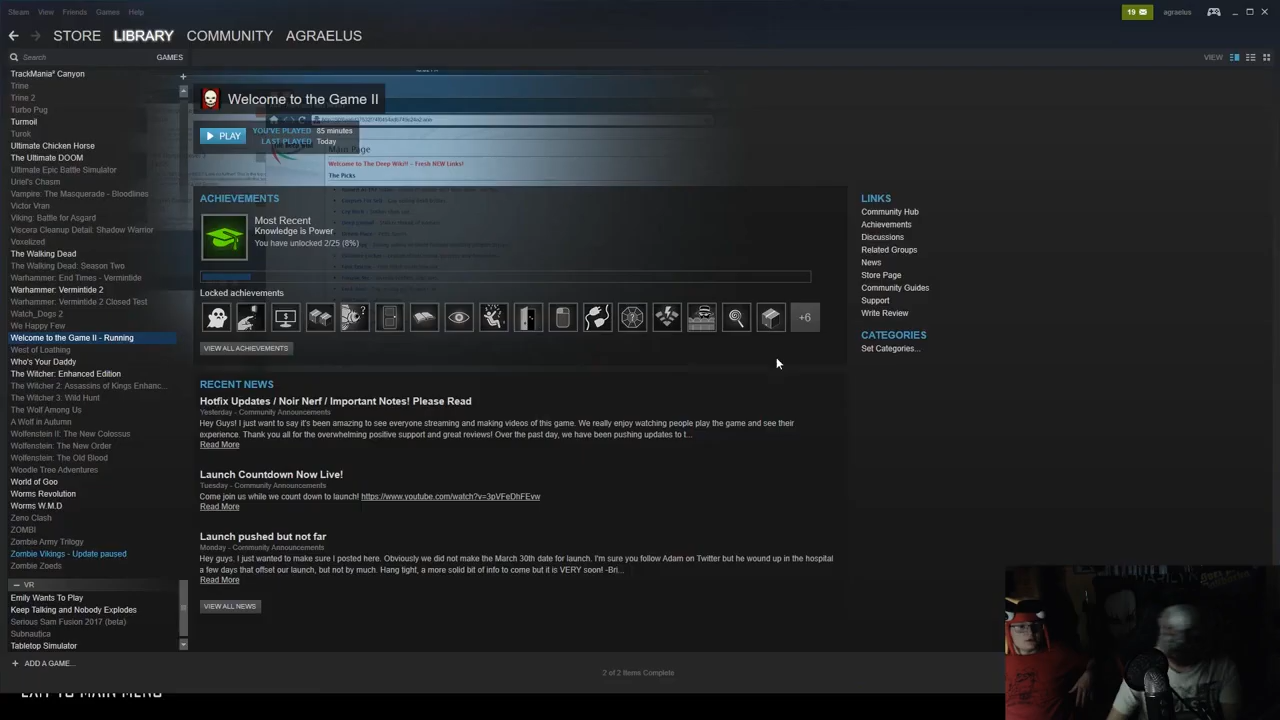 Steam View Friends Games Help
19 agraelus
STORE LIBRARY COMMUNITY AGRAELUS
Search GAMES
VIEW
TrackMania² Canyon
Trine
Trine 2
Turbo Pug
Turmoil
Turok
Ultimate Chicken Horse
The Ultimate DOOM
Ultimate Epic Battle Simulator
Uriel's Chasm
Vampire: The Masquerade - Bloodlines
Victor Vran
Viking: Battle for Asgard
Viscera Cleanup Detail: Shadow Warrior
Voxelized
The Walking Dead
The Walking Dead: Season Two
Warhammer: End Times - Vermintide
Warhammer: Vermintide 2
Warhammer: Vermintide 2 Closed Test
Watch_Dogs 2
We Happy Few
Welcome to the Game II - Running
West of Loathing
Who's Your Daddy
The Witcher: Enhanced Edition
The Witcher 2: Assassins of Kings Enhanc...
The Witcher 3: Wild Hunt
The Wolf Among Us
A Wolf in Autumn
Wolfenstein II: The New Colossus
Wolfenstein: The New Order
Wolfenstein: The Old Blood
Woodle Tree Adventures
World of Goo
Worms Revolution
Worms W.M.D
Zeno Clash
ZOMBI
Zombie Army Trilogy
Zombie Vikings - Update paused
Zombie Zoeds
VR
Emily Wants To Play
Keep Talking and Nobody Explodes
Serious Sam Fusion 2017 (beta)
Subnautica
Tabletop Simulator
ADD A GAME...
Welcome to the Game II
PLAY
YOU'VE PLAYED 85 minutes
LAST PLAYED Today
Main Page
Welcome to The Deep Wiki!! - Fresh NEW Links!
The Picks
ACHIEVEMENTS
Most Recent
Knowledge is Power
You have unlocked 2/25 (8%)
Locked achievements
+6
VIEW ALL ACHIEVEMENTS
RECENT NEWS
Hotfix Updates / Noir Nerf / Important Notes! Please Read
Yesterday - Community Announcements
Hey Guys! I just want to say it's been amazing to see everyone streaming and making videos of this game. We really enjoy watching people play the game and see their
experience. Thank you all for the overwhelming positive support and great reviews! Over the past day, we have been pushing updates to t...
Read More
Launch Countdown Now Live!
Tuesday - Community Announcements
Come join us while we count down to launch! https://www.youtube.com/watch?v=3pVFeDhFEvw
Read More
Launch pushed but not far
Monday - Community Announcements
Hey guys. I just wanted to make sure I posted here. Obviously we did not make the March 30th date for launch. I'm sure you follow Adam on Twitter but he wound up in the hospital
a few days that offset our launch, but not by much. Hang tight, a more solid bit of info to come but it is VERY soon! -Bri...
Read More
VIEW ALL NEWS
LINKS
Community Hub
Achievements
Discussions
Related Groups
News
Store Page
Community Guides
Support
Write Review
CATEGORIES
Set Categories...
2 of 2 Items Complete
EXIT TO MAIN MENU